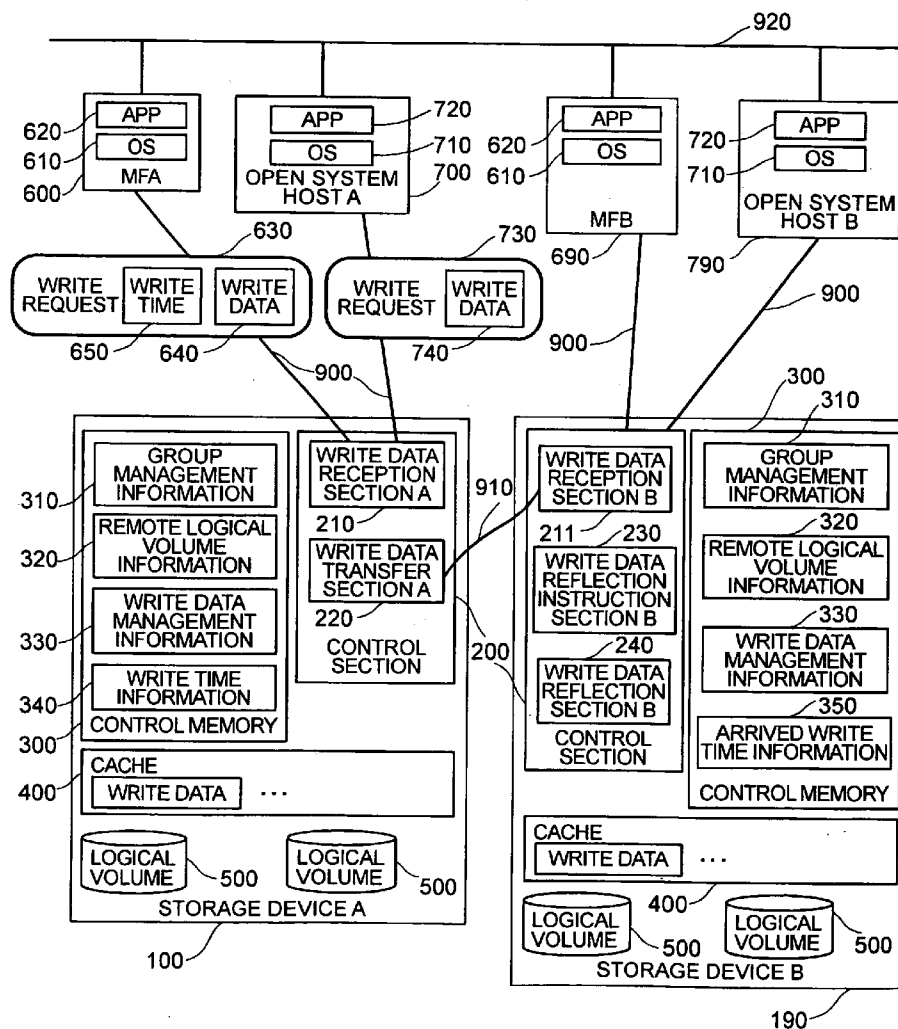 920
APP
OS
MFA
620
610
600
APP
OS
OPEN SYSTEM
HOST A
720
710
700
APP
OS
MFB
620
610
690
APP
OS
OPEN SYSTEM
HOST B
720
710
790
630
WRITE
REQUEST
WRITE
TIME
WRITE
DATA
650
640
730
WRITE
REQUEST
WRITE
DATA
740
900
900
900
GROUP
MANAGEMENT
INFORMATION
310
REMOTE LOGICAL
VOLUME
INFORMATION
320
WRITE DATA
MANAGEMENT
INFORMATION
330
WRITE TIME
INFORMATION
340
CONTROL MEMORY
300
WRITE DATA
RECEPTION
SECTION A
210
WRITE DATA
TRANSFER
SECTION A
220
CONTROL
SECTION
200
910
CACHE
WRITE DATA
...
400
LOGICAL
VOLUME
500
LOGICAL
VOLUME
500
STORAGE DEVICE A
100
WRITE DATA
RECEPTION
SECTION B
211
230
WRITE DATA
REFLECTION
INSTRUCTION
SECTION B
240
WRITE DATA
REFLECTION
SECTION B
CONTROL
SECTION
300
310
GROUP
MANAGEMENT
INFORMATION
320
REMOTE LOGICAL
VOLUME
INFORMATION
330
WRITE DATA
MANAGEMENT
INFORMATION
350
ARRIVED WRITE
TIME INFORMATION
CONTROL MEMORY
CACHE
WRITE DATA
...
400
LOGICAL
VOLUME
500
LOGICAL
VOLUME
500
STORAGE DEVICE B
190